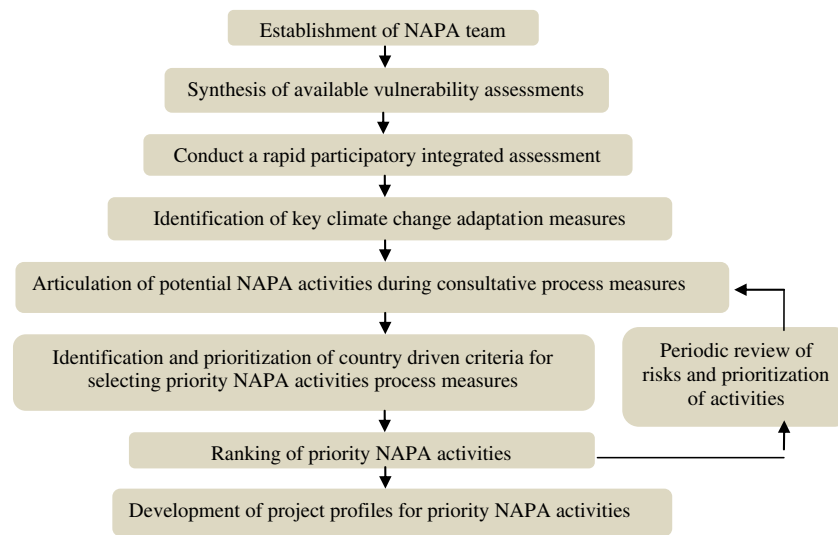 Establishment of NAPA team
Synthesis of available vulnerability assessments
Conduct a rapid participatory integrated assessment
Identification of key climate change adaptation measures
Articulation of potential NAPA activities during consultative process measures
Identification and prioritization of country driven criteria for
selecting priority NAPA activities process measures
Periodic review of
risks and prioritization
of activities
Ranking of priority NAPA activities
Development of project profiles for priority NAPA activities